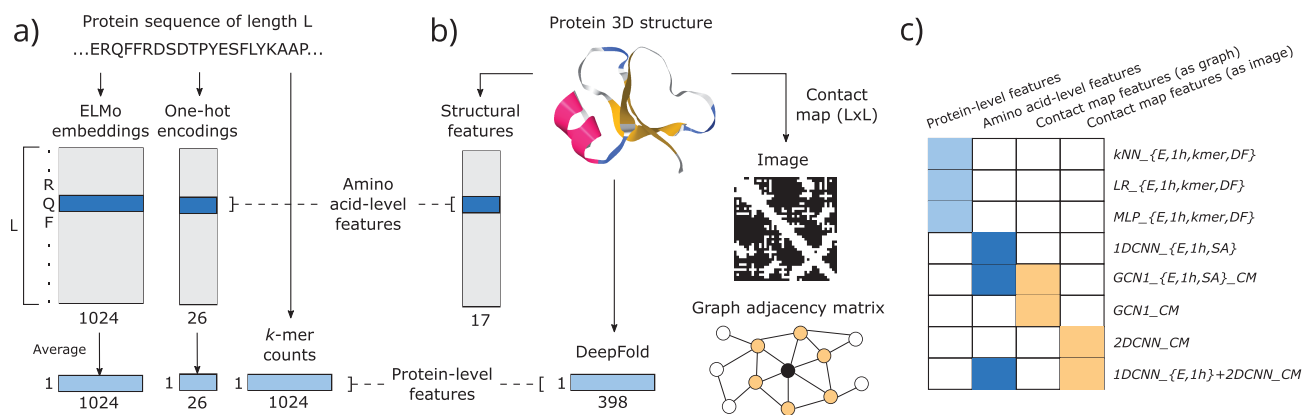 a)
Protein sequence of length L
...ERQFFRDSDTPYESFLYKAAP...
ELMo
embeddings
One-hot
encodings
L
.
R
Q
F
.
.
.
1024
26
Average
k-mer
counts
1
1024
1
26
1
1024
Amino
acid-level
features
Protein-level
features
b)
Protein 3D structure
Structural
features
17
Contact
map (LxL)
Image
Graph adjacency matrix
DeepFold
1
398
c)
Protein-level features
Amino acid-level features
Contact map features (as graph)
Contact map features (as image)
kNN_{E,1h,kmer,DF}
LR_{E,1h,kmer,DF}
MLP_{E,1h,kmer,DF}
1DCNN_{E,1h,SA}
GCN1_{E,1h,SA}_CM
GCN1_CM
2DCNN_CM
1DCNN_{E,1h}+2DCNN_CM